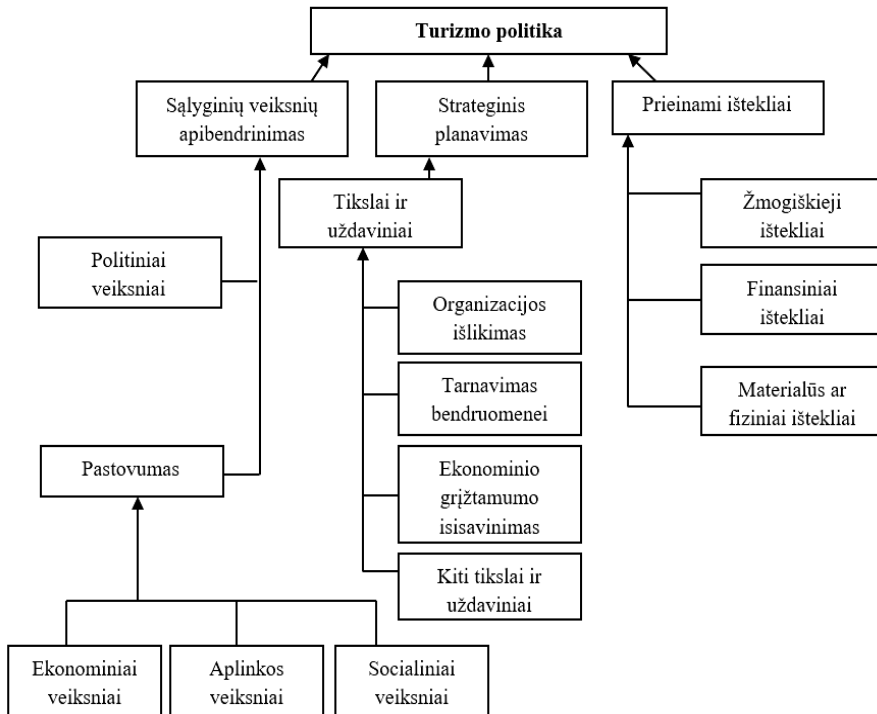 Turizmo politika
Sąlyginių veiksnių
apibendrinimas
Strateginis
planavimas
Prieinami ištekliai
Tikslai ir
uždaviniai
Žmogiškieji
ištekliai
Politiniai
veiksniai
Finansiniai
ištekliai
Organizacijos
išlikimas
Tarnavimas
bendruomenei
Materialūs ar
fiziniai ištekliai
Pastovumas
Ekonominio
grįžtamumo
isisavinimas
Kiti tikslai ir
uždaviniai
Ekonominiai
veiksniai
Aplinkos
veiksniai
Socialiniai
veiksniai